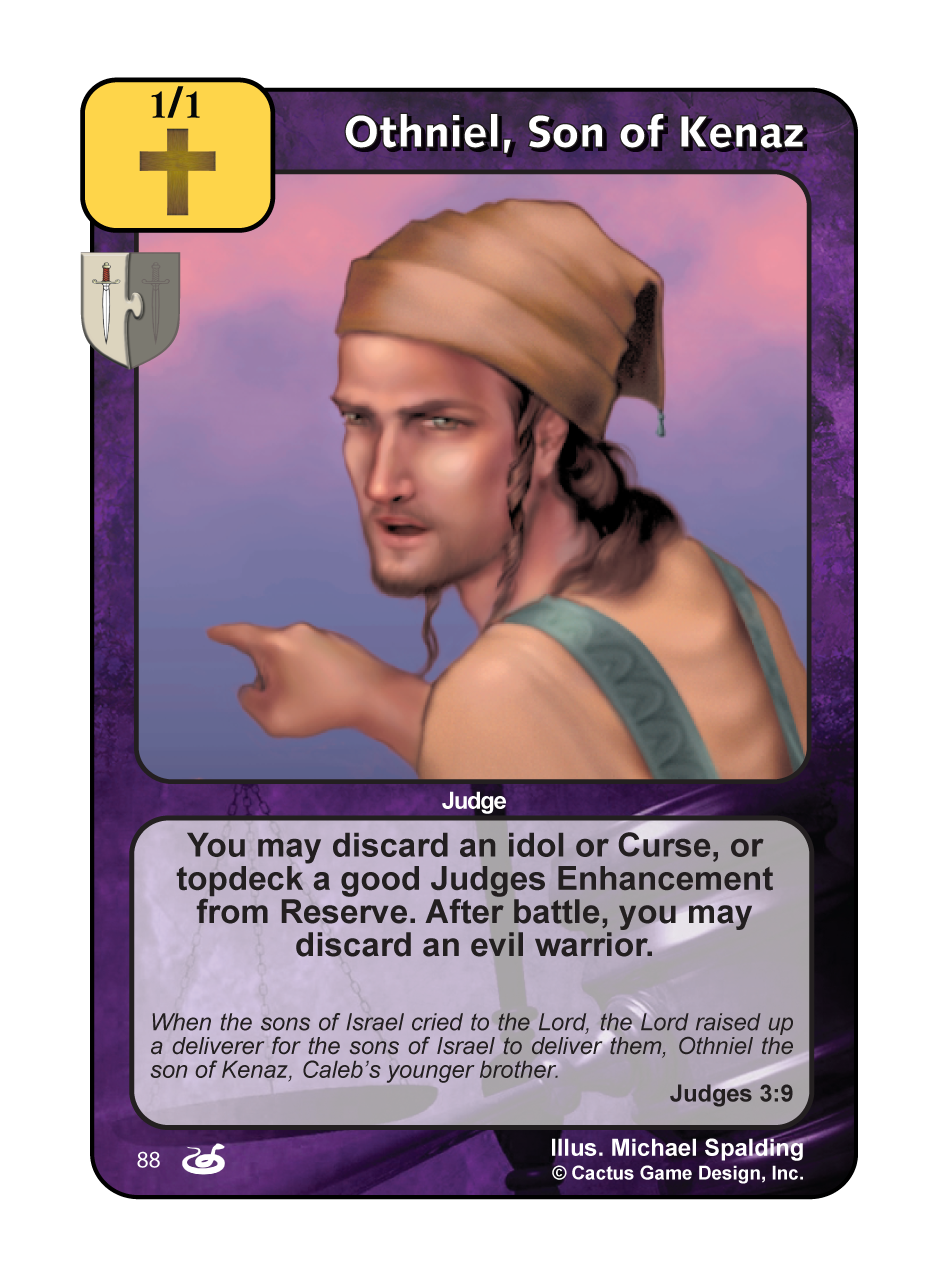 1/1
Othniel, Son of Kenaz
Judge
You may discard an idol or Curse, or
topdeck a good Judges Enhancement
from Reserve. After battle, you may
discard an evil warrior.
When the sons of Israel cried to the Lord, the Lord raised up
a deliverer for the sons of Israel to deliver them, Othniel the
son of Kenaz, Caleb's younger brother.
Judges 3:9
88
Illus. Michael Spalding
© Cactus Game Design, Inc.